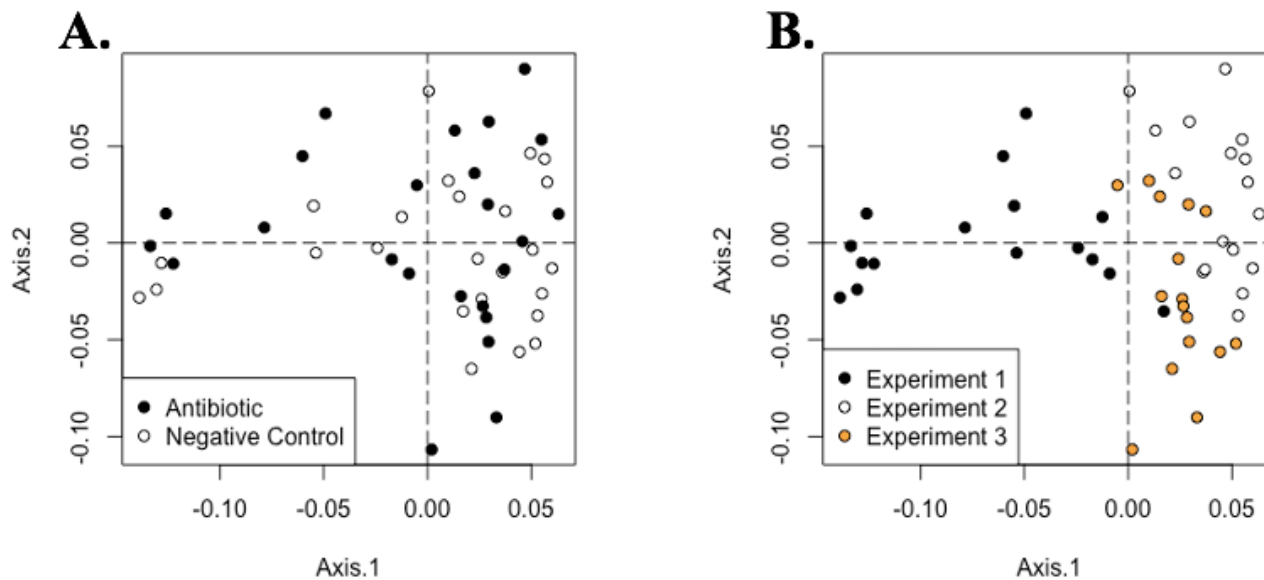 A.
0.05
0.00
-0.05
-0.10
Axis.2
Antibiotic
Negative Control
-0.10
-0.05
0.00
0.05
Axis.1
B.
0.05
0.00
-0.05
-0.10
Axis.2
Experiment 1
Experiment 2
Experiment 3
-0.10
-0.05
0.00
0.05
Axis.1